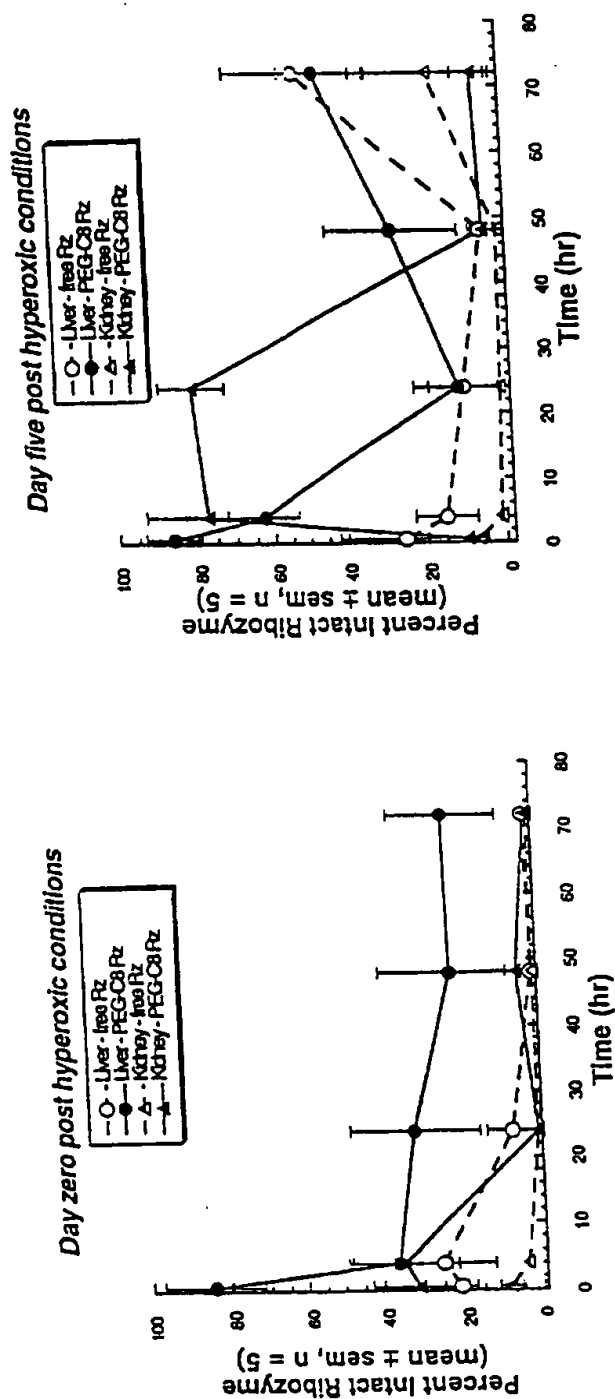 Day zero post hyperoxic conditions
Liver - free Rz
Liver - PEG-C8 Rz
Kidney - free Rz
Kidney - PEG-C8 Rz
Percent Intact Ribozyme
(mean ± sem, n = 5)
100
80
60
40
20
0
0
10
20
30
40
50
60
70
80
Time (hr)
Day five post hyperoxic conditions
Liver - free Rz
Liver - PEG-C8 Rz
Kidney - free Rz
Kidney - PEG-C8 Rz
Percent Intact Ribozyme
(mean ± sem, n = 5)
100
80
60
40
20
0
0
10
20
30
40
50
60
70
80
Time (hr)